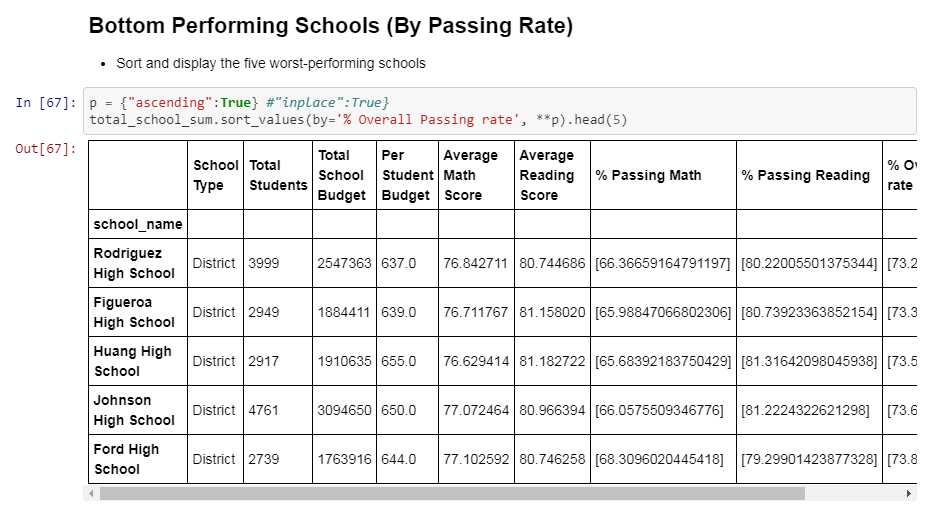 Bottom Performing Schools (By Passing Rate)
• Sort and display the five worst-performing schools
In [67]: p = {"ascending":True} #"inplace":True}
total_school_sum.sort_values(by='% Overall Passing rate', **p).head(5)
Out[67]:
School Type Total Students Total School Budget Per Student Budget Average Math Score Average Reading Score % Passing Math % Passing Reading % Ov rate
school_name
Rodriguez High School District 3999 2547363 637.0 76.842711 80.744686 [66.36659164791197] [80.22005501375344] [73.2
Figueroa High School District 2949 1884411 639.0 76.711767 81.158020 [65.98847066802306] [80.73923363852154] [73.3
Huang High School District 2917 1910635 655.0 76.629414 81.182722 [65.68392183750429] [81.31642098045938] [73.5
Johnson High School District 4761 3094650 650.0 77.072464 80.966394 [66.0575509346776] [81.2224322621298] [73.6
Ford High School District 2739 1763916 644.0 77.102592 80.746258 [68.3096020445418] [79.29901423877328] [73.8